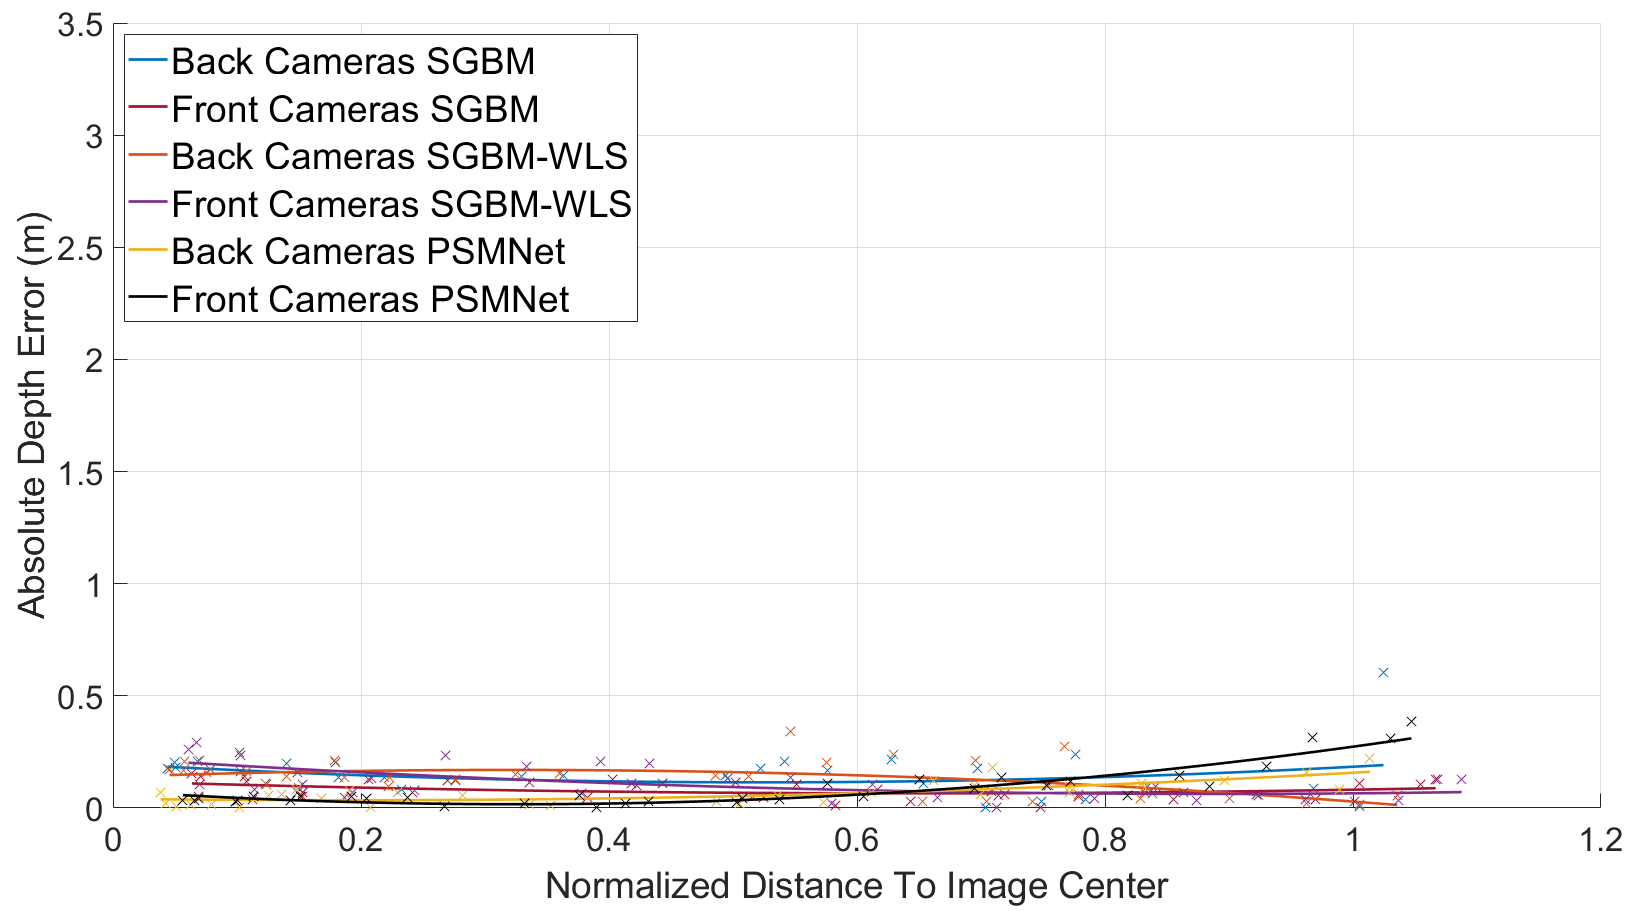 3.5
3
2.5
2
1.5
1
0.5
0
Absolute Depth Error (m)
Back Cameras SGBM
Front Cameras SGBM
Back Cameras SGBM-WLS
Front Cameras SGBM-WLS
Back Cameras PSMNet
Front Cameras PSMNet
0 0.2 0.4 0.6 0.8 1 1.2
Normalized Distance To Image Center